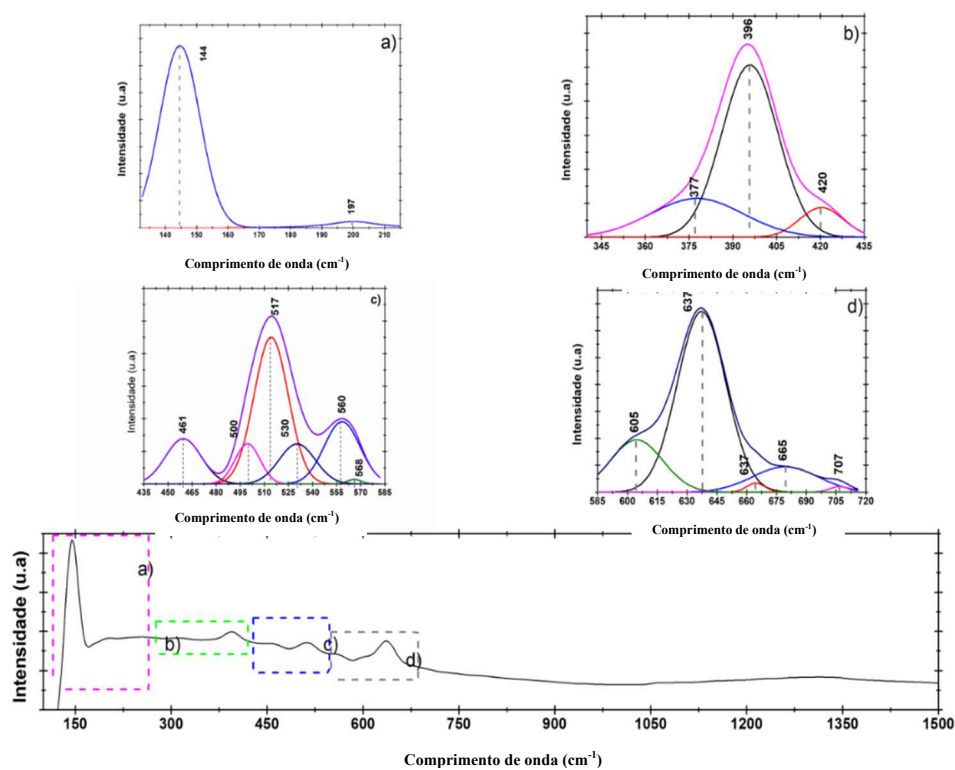 a)
144
197
Intensidade (u.a)
140 150 160 170 180 190 200 210
Comprimento de onda (cm⁻¹)
b)
396
377
420
Intensidade (u.a)
345 360 375 390 405 420 435
Comprimento de onda (cm⁻¹)
c)
517
461
500
530
560
568
Intensidade (u.a)
435 450 465 480 495 510 525 540 555 570 585
Comprimento de onda (cm⁻¹)
d)
637
605
637
665
707
Intensidade (u.a)
585 600 615 630 645 660 675 690 705 720
Comprimento de onda (cm⁻¹)
a)
b)
c)
d)
Intensidade (u.a)
150 300 450 600 750 900 1050 1200 1350 1500
Comprimento de onda (cm⁻¹)